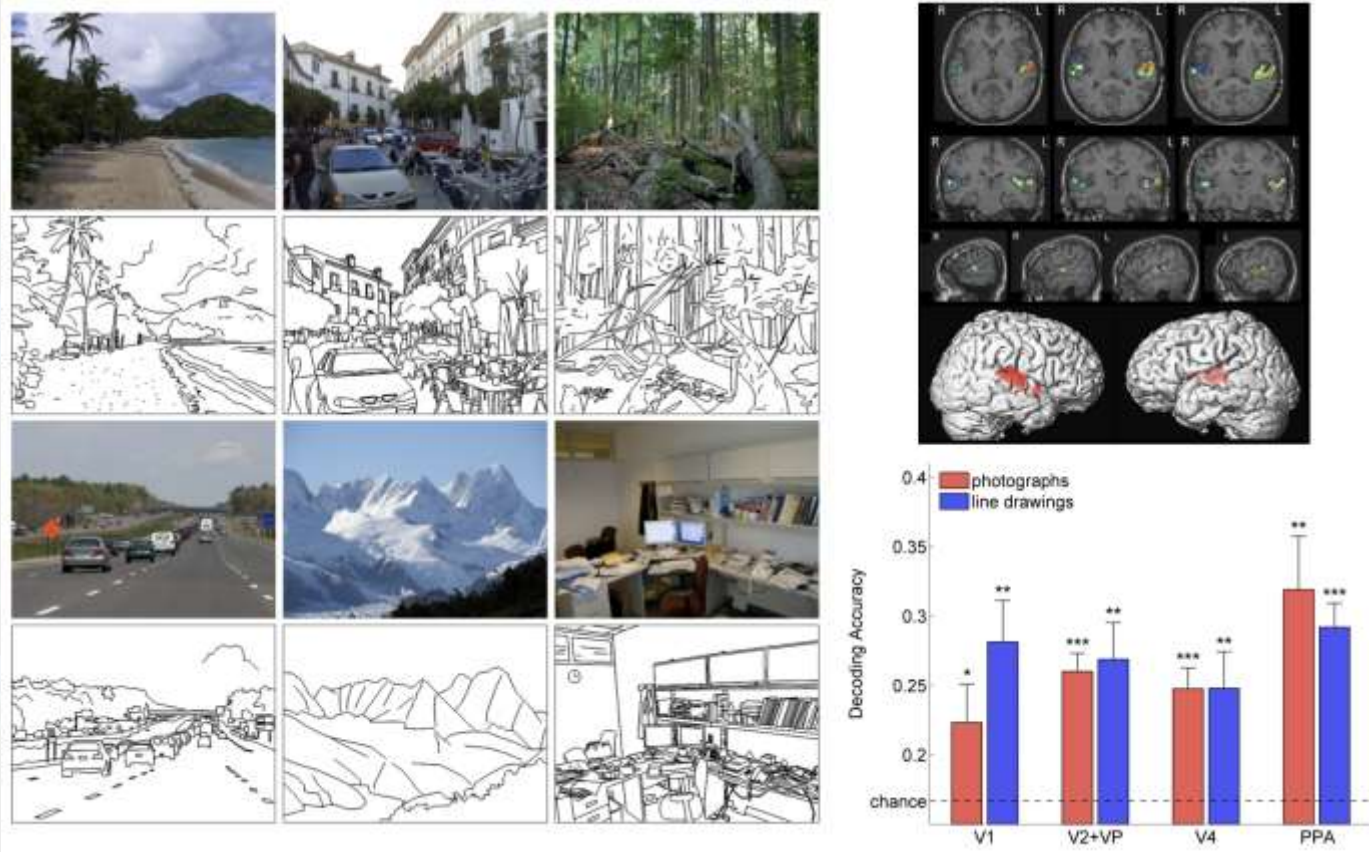 R L R L R L
R L R L R L
R R L L
photographs
line drawings
Decoding Accuracy
0.4
0.35
0.3
0.25
0.2
chance
* ** *** ** *** ** ** ***
V1 V2+VP V4 PPA